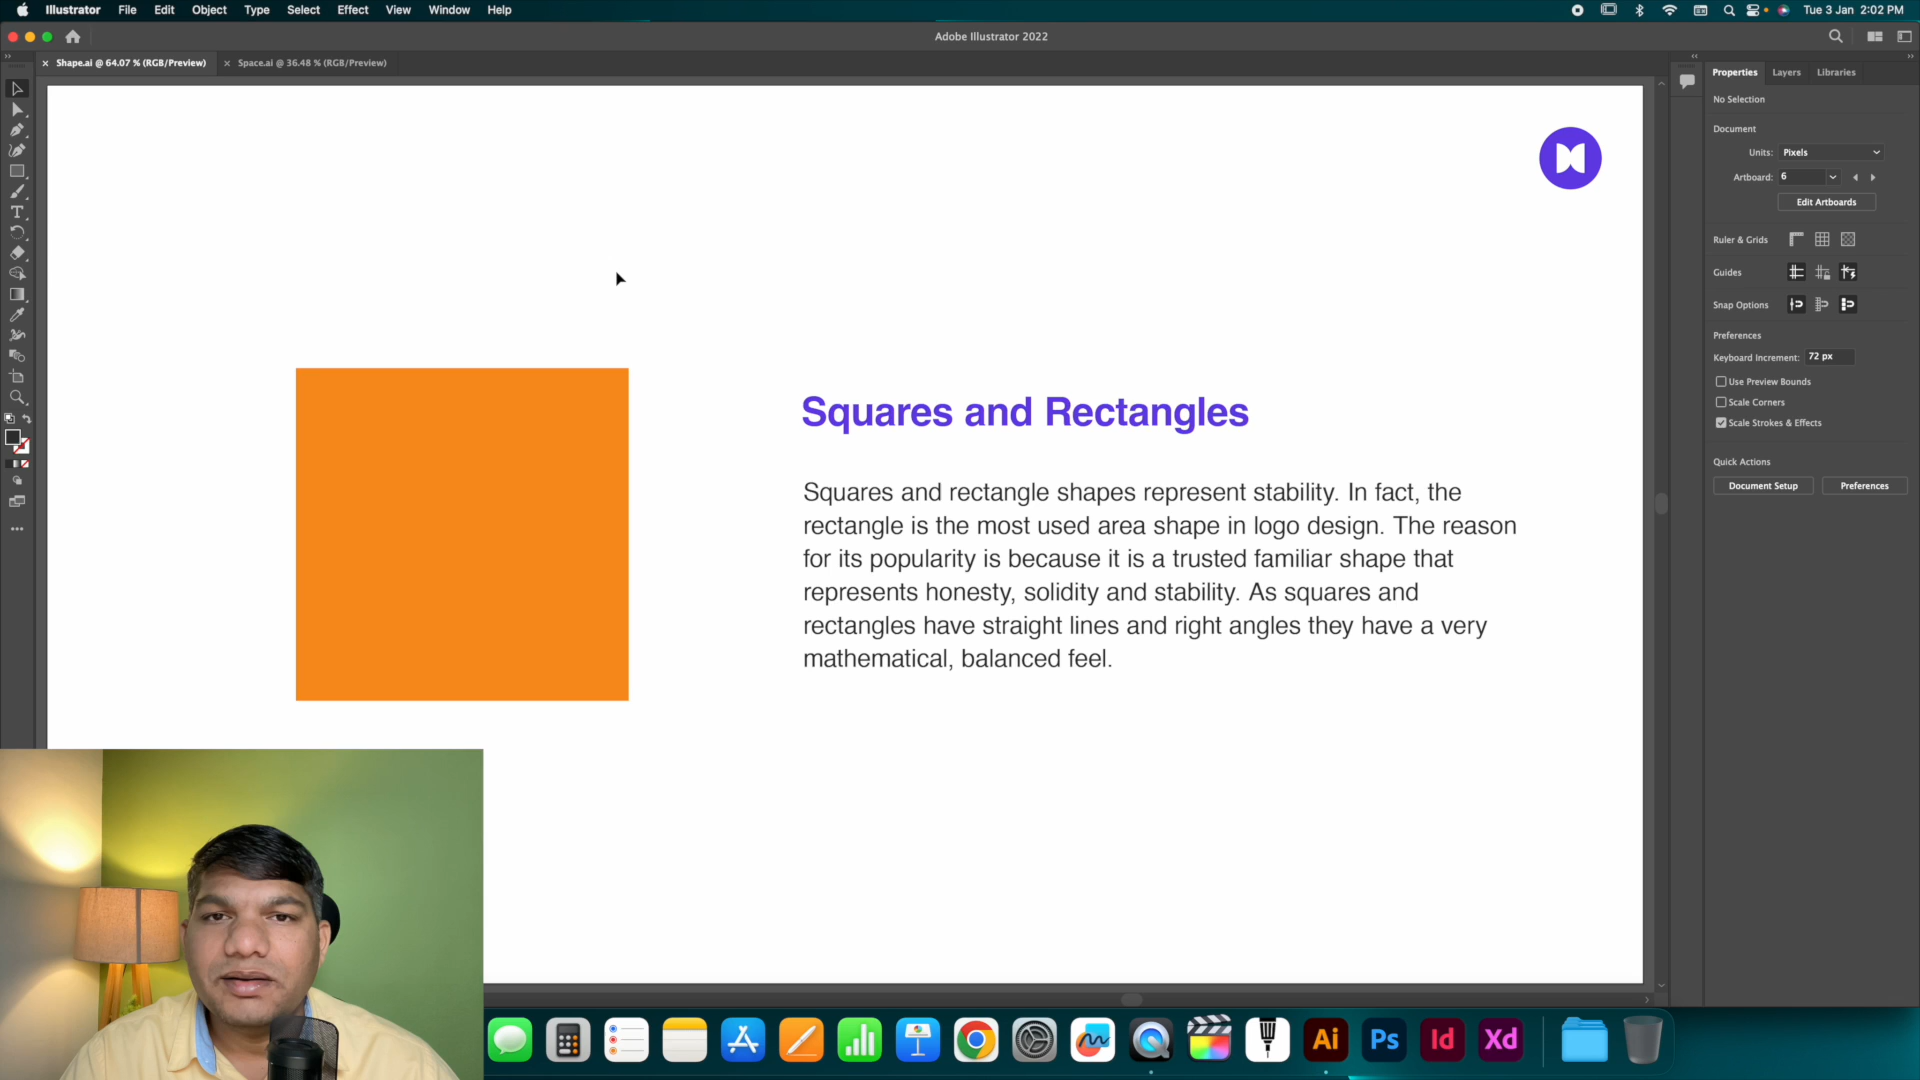 Illustrator File Edit Object Type Select Effect View Window Help
Tue 3 Jan 2:02 PM
Adobe Illustrator 2022
Shape.ai @ 64.07 % (RGB/Preview)
Space.ai @ 36.48 % (RGB/Preview)
Properties Layers Libraries
No Selection
Document
Units: Pixels
Artboard: 6
Edit Artboards
Ruler & Grids
Guides
Snap Options
Preferences
Keyboard Increment: 72 px
Use Preview Bounds
Scale Corners
Scale Strokes & Effects
Quick Actions
Document Setup Preferences
Squares and Rectangles
Squares and rectangle shapes represent stability. In fact, the
rectangle is the most used area shape in logo design. The reason
for its popularity is because it is a trusted familiar shape that
represents honesty, solidity and stability. As squares and
rectangles have straight lines and right angles they have a very
mathematical, balanced feel.
Ai Ps Id Xd